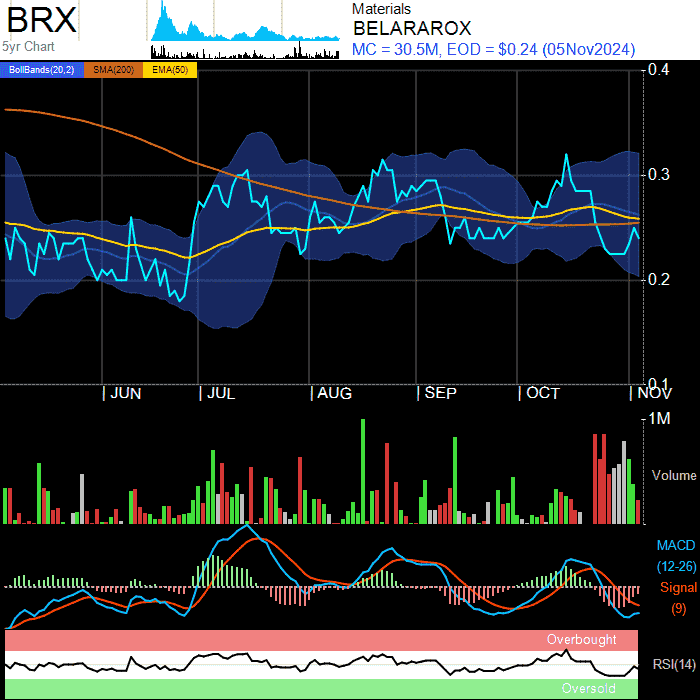 BRX
5yr Chart
Materials
BELARAROX
MC = 30.5M, EOD = $0.24 (05Nov2024)
BollBands(20,2) SMA(200) EMA(50)
0.4
0.3
0.2
0.1
JUN JUL AUG SEP OCT NOV
1M
Volume
MACD
(12-26)
Signal
(9)
Overbought
RSI(14)
Oversold